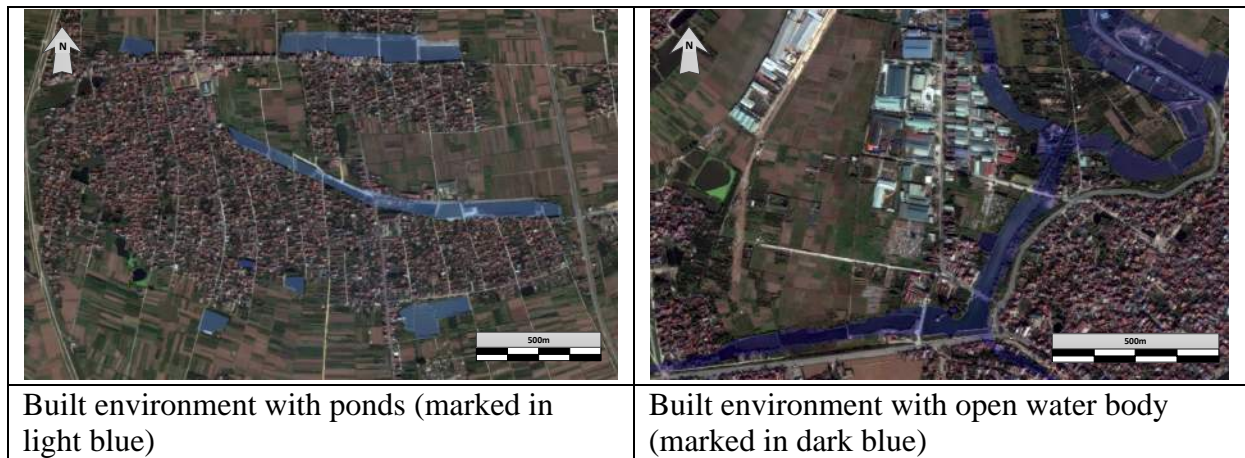 N
500m
N
500m
Built environment with ponds (marked in
light blue)
Built environment with open water body
(marked in dark blue)